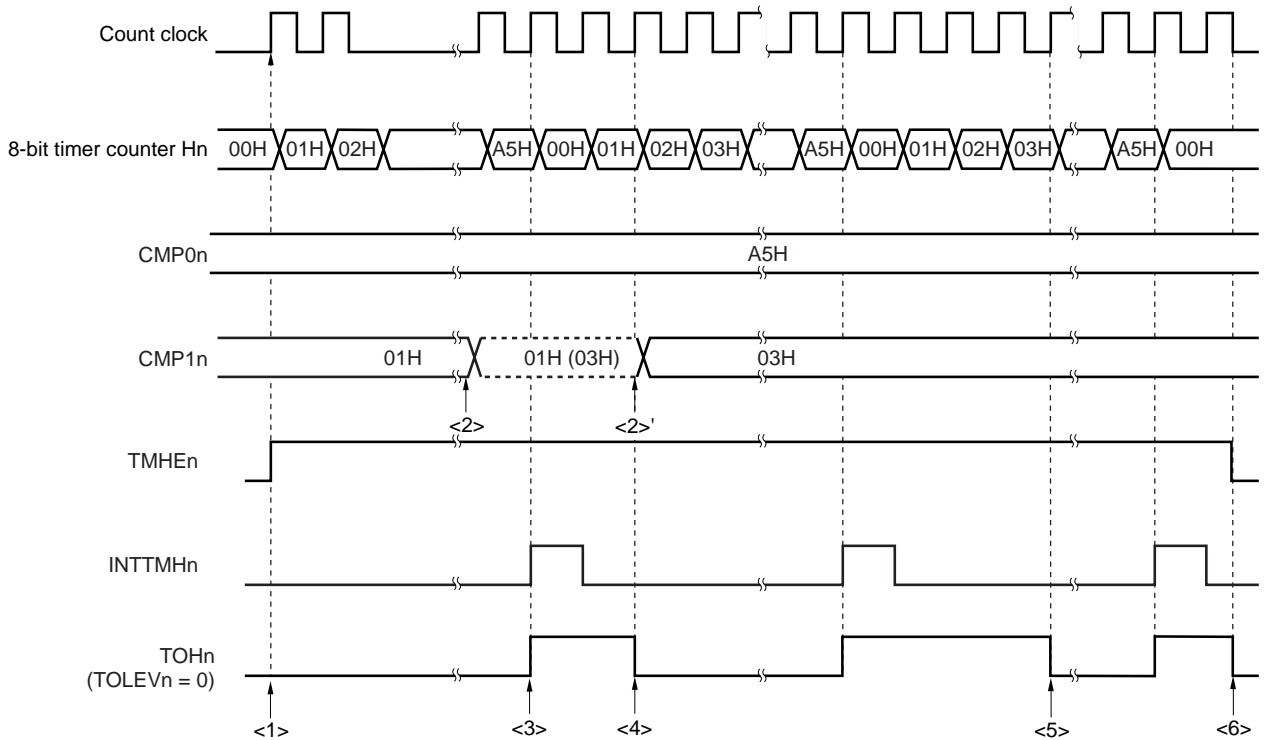 Count clock
8-bit timer counter Hn
00H 01H 02H A5H 00H 01H 02H 03H A5H 00H 01H 02H 03H A5H 00H
CMP0n
A5H
CMP1n
01H 01H (03H) 03H
<2> <2>'
TMHEn
INTTMHn
TOHn
(TOLEVn = 0)
<1> <3> <4> <5> <6>